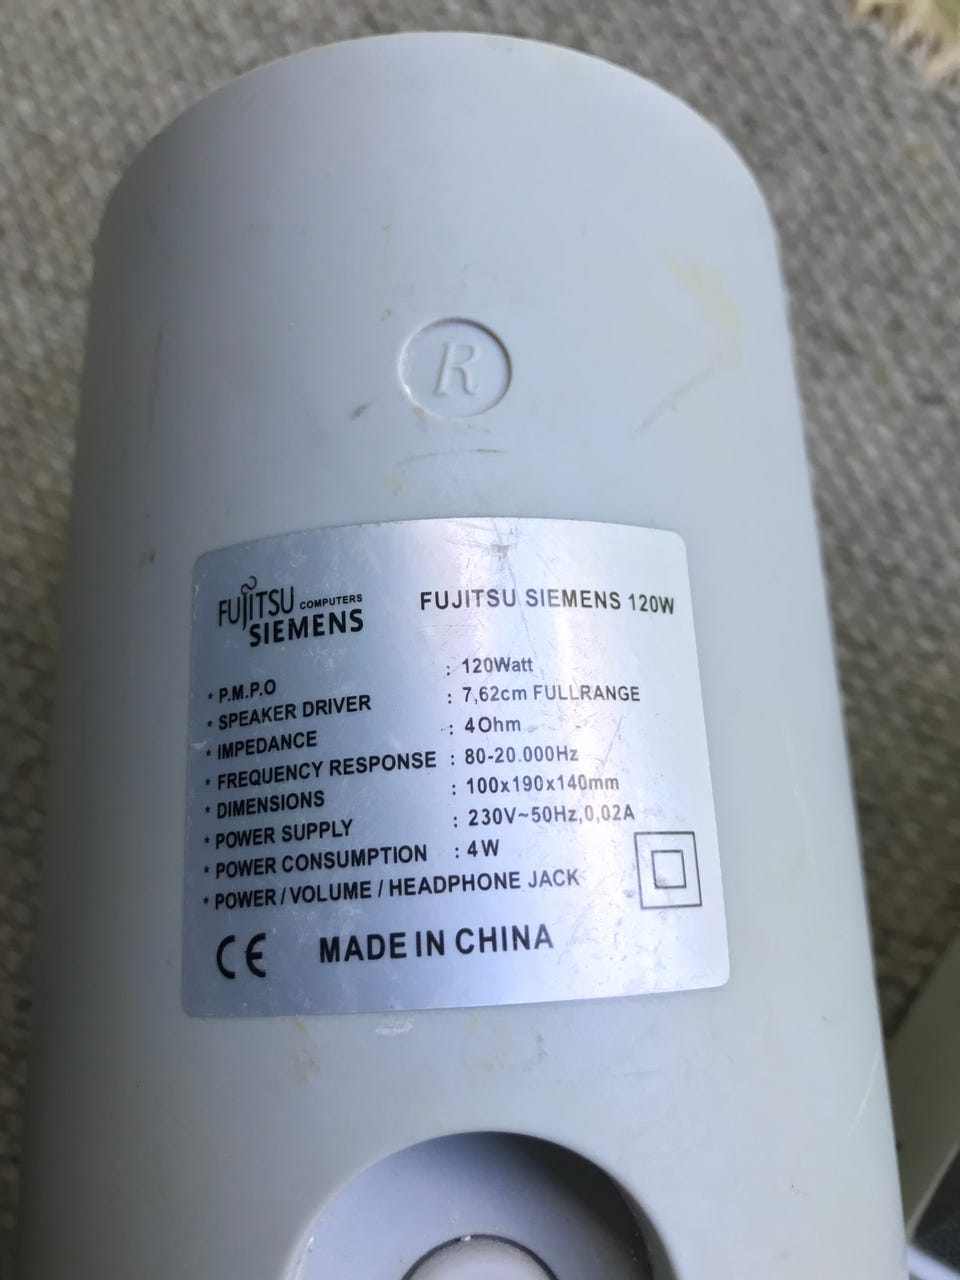 R
FUJITSU COMPUTERS
SIEMENS
FUJITSU SIEMENS 120W
* P.M.P.O : 120Watt
* SPEAKER DRIVER : 7,62cm FULLRANGE
* IMPEDANCE : 4Ohm
* FREQUENCY RESPONSE : 80-20.000Hz
* DIMENSIONS : 100x190x140mm
* POWER SUPPLY : 230V~50Hz,0,02A
* POWER CONSUMPTION : 4W
* POWER / VOLUME / HEADPHONE JACK
CE MADE IN CHINA